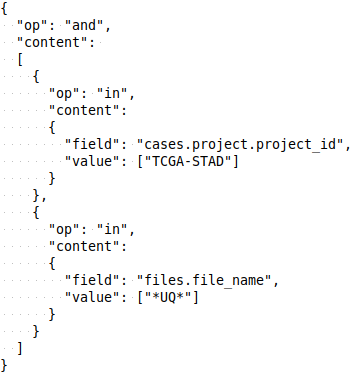 {
  "op": "and",
  "content":
  [
    {
      "op": "in",
      "content":
      {
        "field": "cases.project.project_id",
        "value": ["TCGA-STAD"]
      }
    },
    {
      "op": "in",
      "content":
      {
        "field": "files.file_name",
        "value": ["*UQ*"]
      }
    }
  ]
}